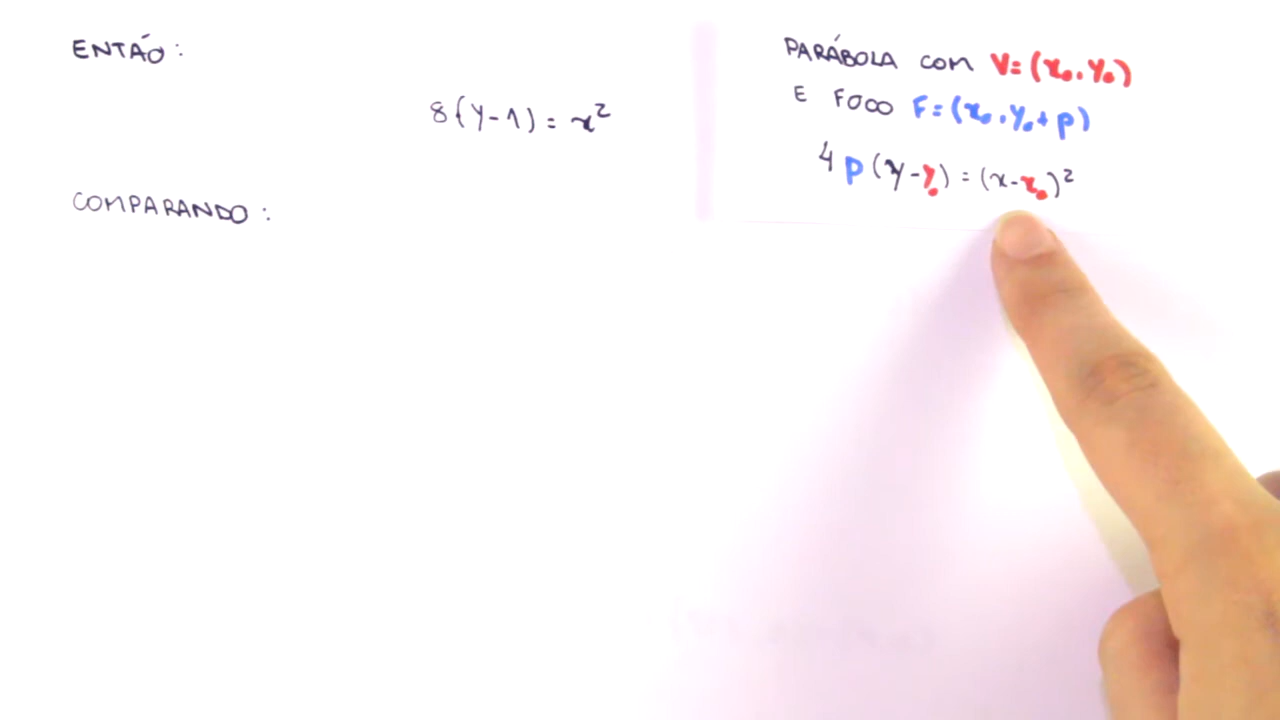 ENTÃO:
8(y-1)=x²
COMPARANDO:
PARÁBOLA COM V=(x₀,y₀)
E FOCO F=(x₀,y₀+p)
4p(y-y₀)=(x-x₀)²